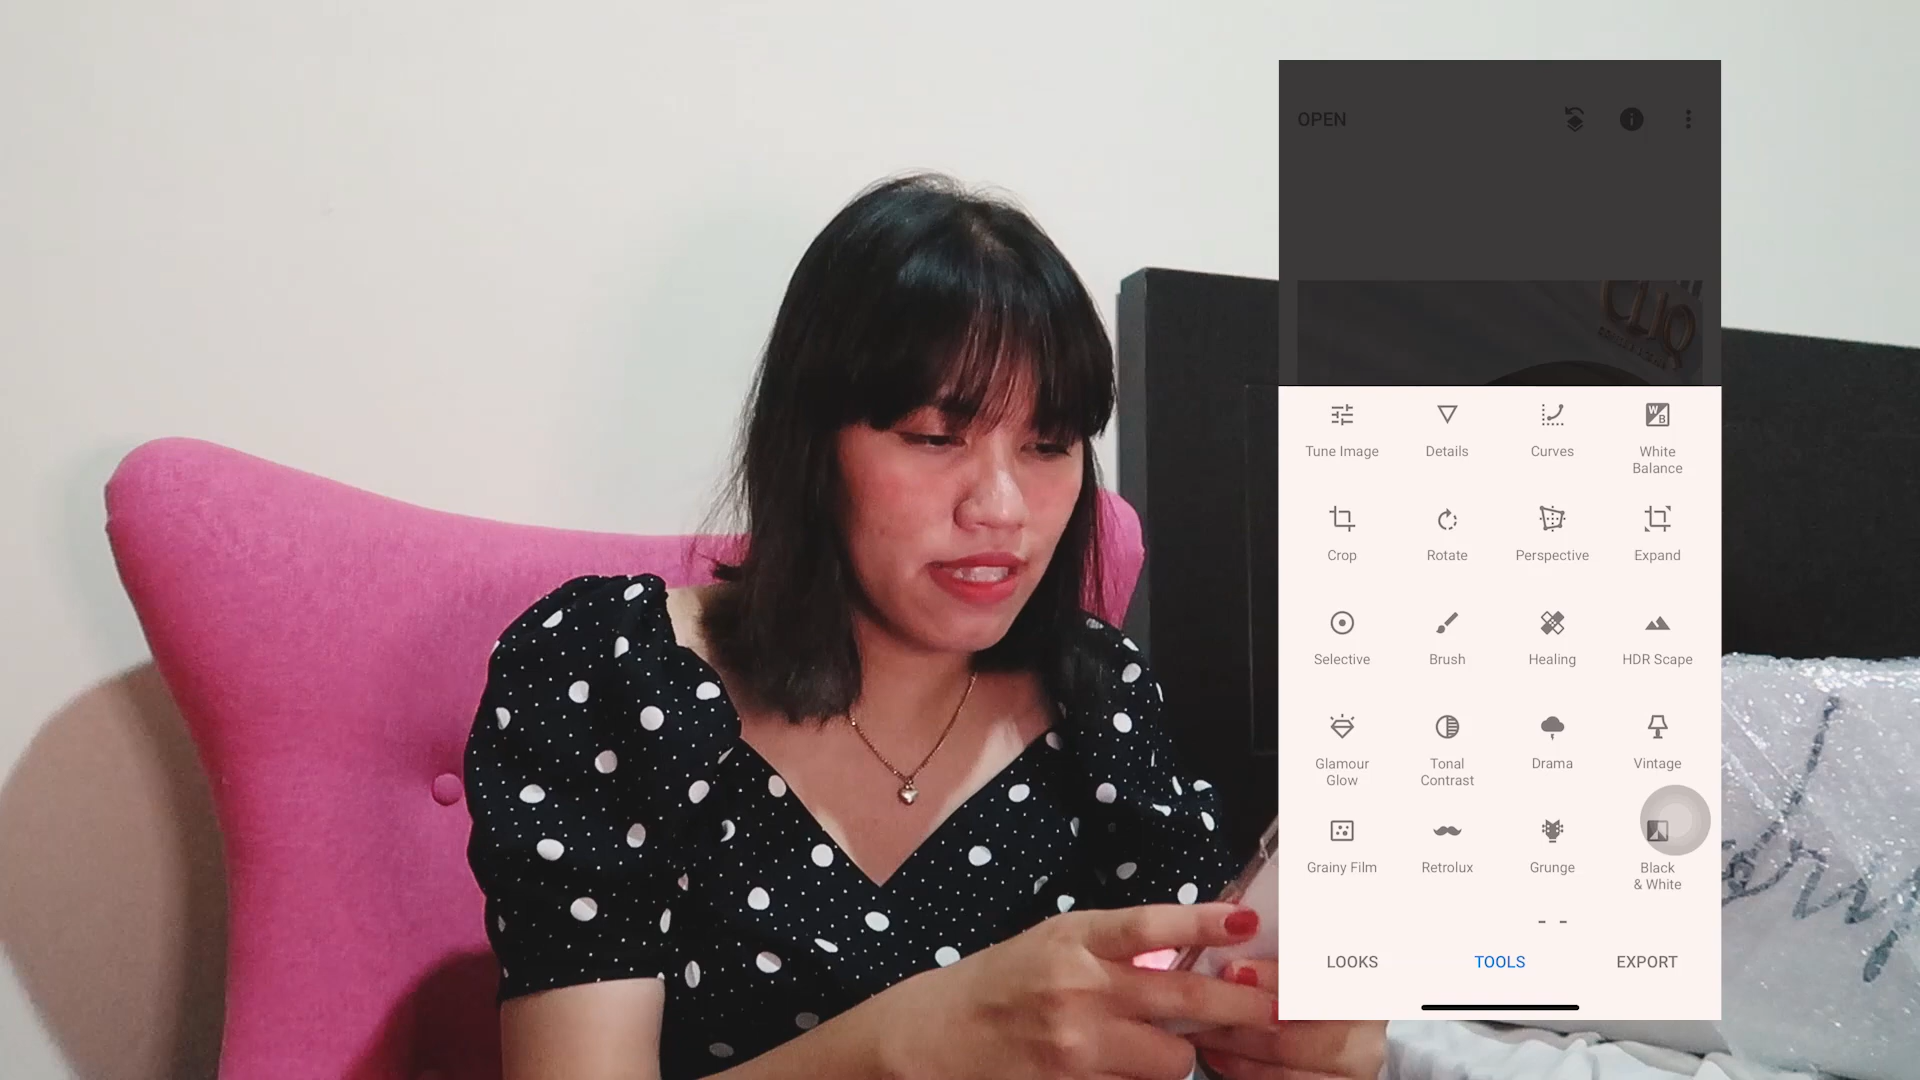 OPEN
CLIQ
Tune Image
Details
Curves
White
Balance
Crop
Rotate
Perspective
Expand
Selective
Brush
Healing
HDR Scape
Glamour
Glow
Tonal
Contrast
Drama
Vintage
Grainy Film
Retrolux
Grunge
Black
& White
LOOKS
TOOLS
EXPORT